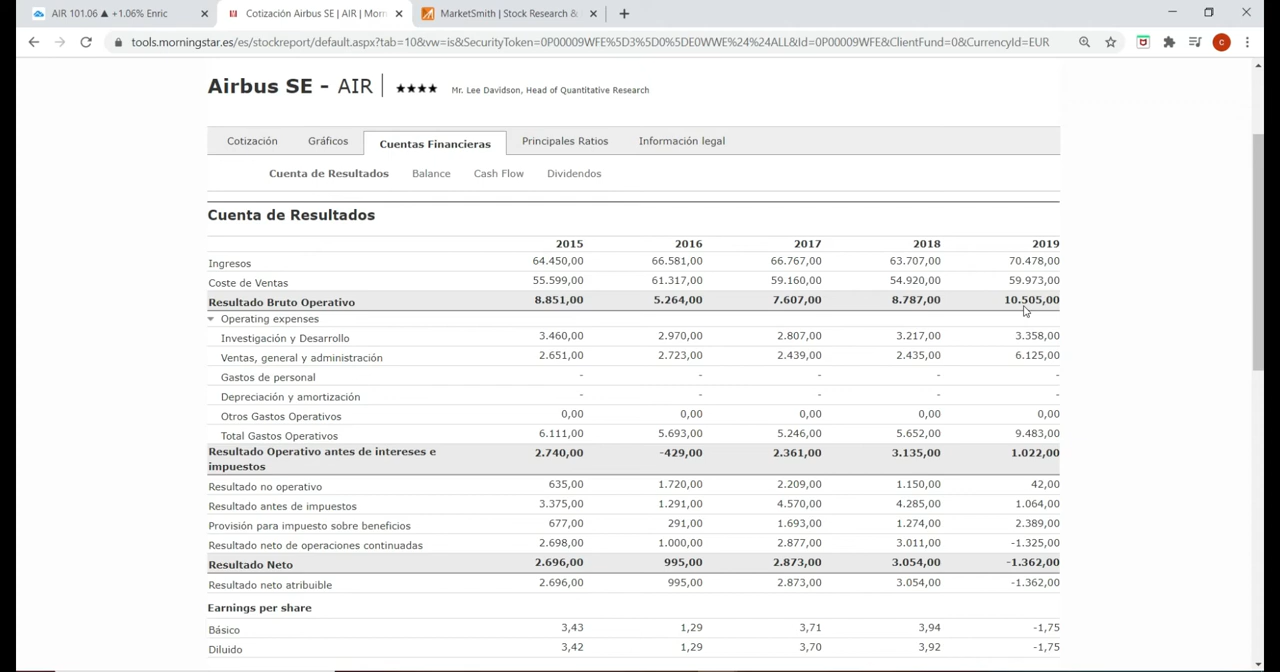 AIR 101.06 ▲ +1.06% Enric
Cotización Airbus SE | AIR | Morn
MarketSmith | Stock Research &
tools.morningstar.es/es/stockreport/default.aspx?tab=10&vw=is&SecurityToken=0P00009WFE%5D3%5D0%5DE0WWE%24%24ALL&Id=0P00009WFE&ClientFund=0&CurrencyId=EUR
C
Airbus SE - AIR ★★★★ Mr. Lee Davidson, Head of Quantitative Research
Cotización Gráficos Cuentas Financieras Principales Ratios Información legal
Cuenta de Resultados Balance Cash Flow Dividendos
Cuenta de Resultados
2015 2016 2017 2018 2019
Ingresos 64.450,00 66.581,00 66.767,00 63.707,00 70.478,00
Coste de Ventas 55.599,00 61.317,00 59.160,00 54.920,00 59.973,00
Resultado Bruto Operativo 8.851,00 5.264,00 7.607,00 8.787,00 10.505,00
Operating expenses
Investigación y Desarrollo 3.460,00 2.970,00 2.807,00 3.217,00 3.358,00
Ventas, general y administración 2.651,00 2.723,00 2.439,00 2.435,00 6.125,00
Gastos de personal - - - - -
Depreciación y amortización - - - - -
Otros Gastos Operativos 0,00 0,00 0,00 0,00 0,00
Total Gastos Operativos 6.111,00 5.693,00 5.246,00 5.652,00 9.483,00
Resultado Operativo antes de intereses e
impuestos 2.740,00 -429,00 2.361,00 3.135,00 1.022,00
Resultado no operativo 635,00 1.720,00 2.209,00 1.150,00 42,00
Resultado antes de impuestos 3.375,00 1.291,00 4.570,00 4.285,00 1.064,00
Provisión para impuesto sobre beneficios 677,00 291,00 1.693,00 1.274,00 2.389,00
Resultado neto de operaciones continuadas 2.698,00 1.000,00 2.877,00 3.011,00 -1.325,00
Resultado Neto 2.696,00 995,00 2.873,00 3.054,00 -1.362,00
Resultado neto atribuible 2.696,00 995,00 2.873,00 3.054,00 -1.362,00
Earnings per share
Básico 3,43 1,29 3,71 3,94 -1,75
Diluido 3,42 1,29 3,70 3,92 -1,75